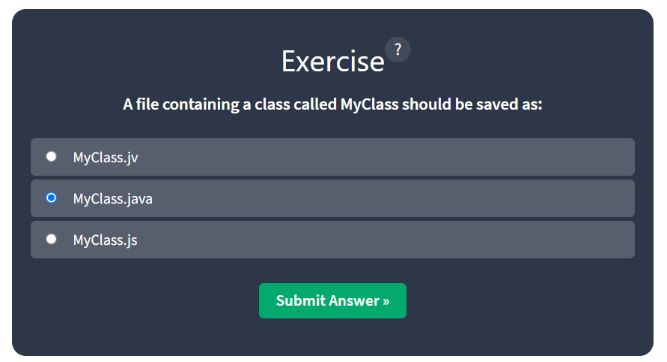 Exercise ?
A file containing a class called MyClass should be saved as:
MyClass.jv
MyClass.java
MyClass.js
Submit Answer »